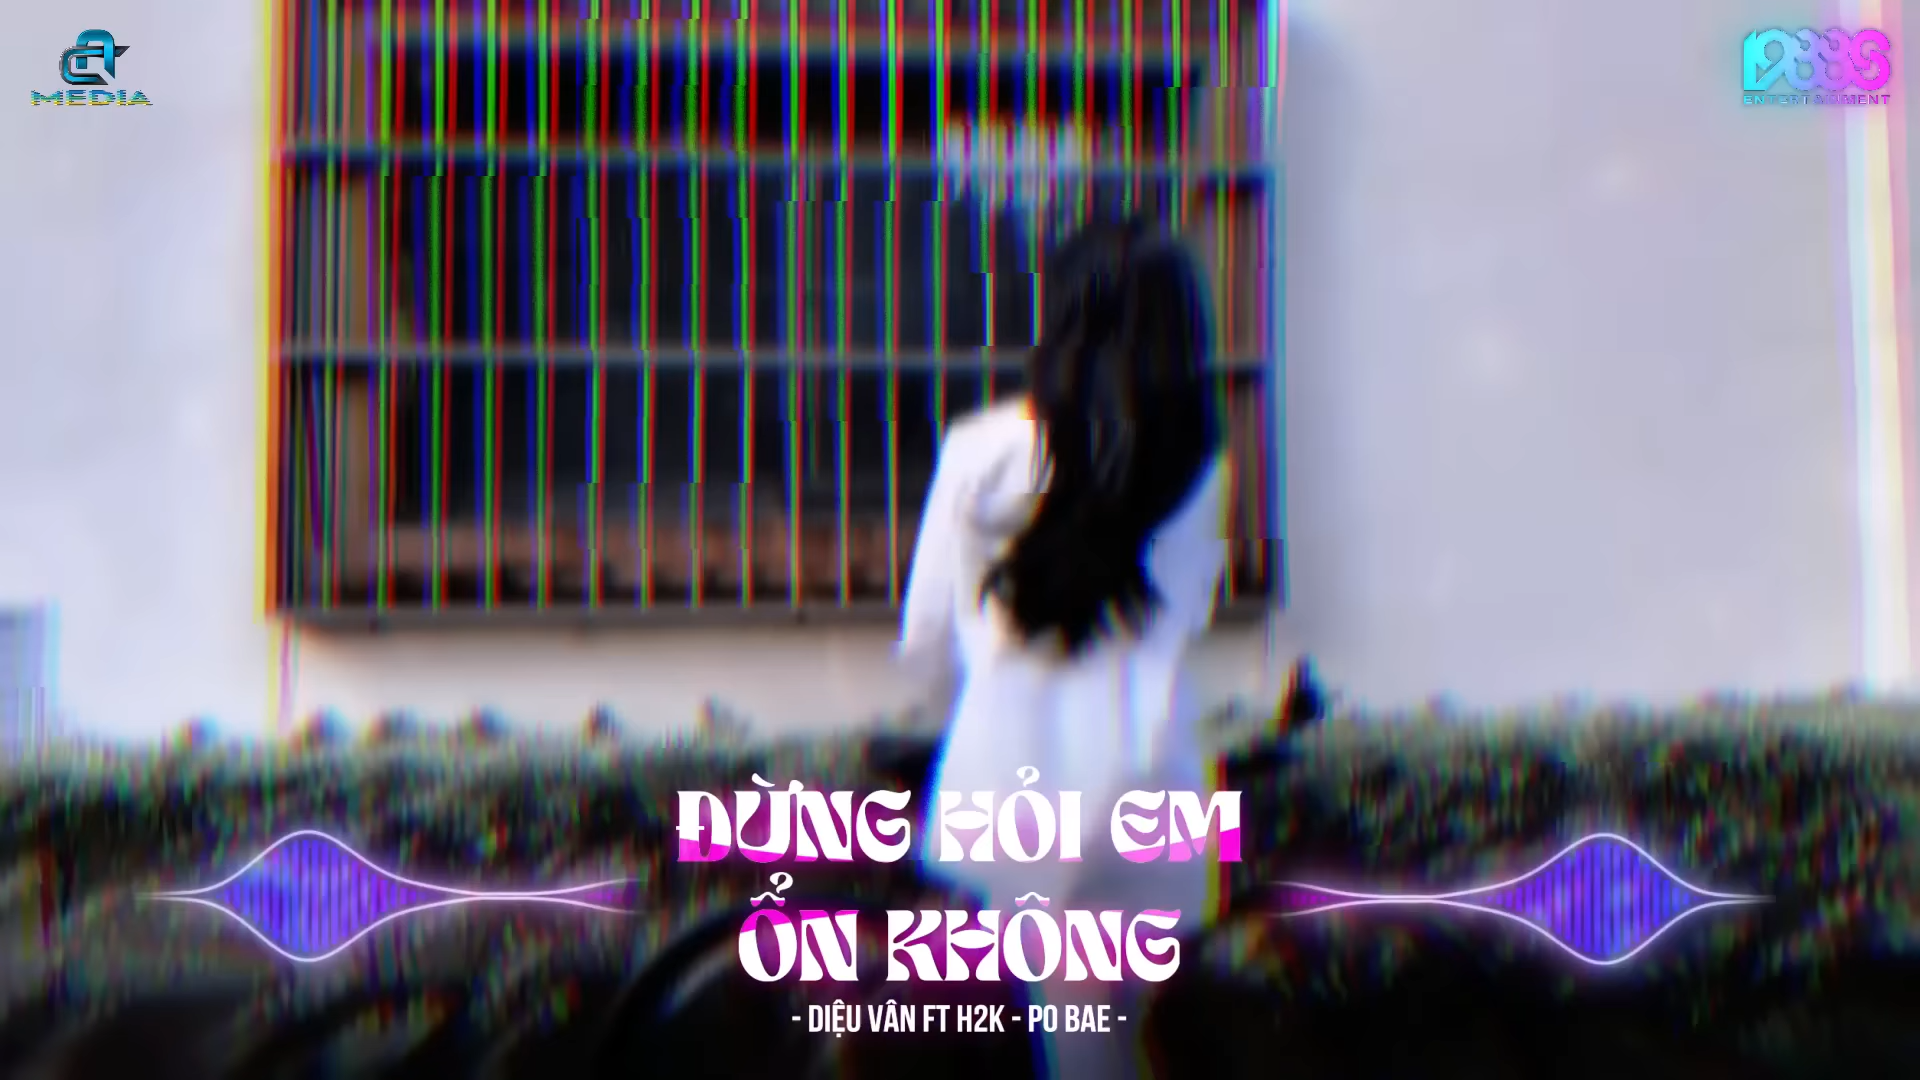 MEDIA
1988S
ENTERTAINMENT
ĐỪNG HỎI EM
ỔN KHÔNG
- DIỆU VÂN FT H2K - PO BAE -